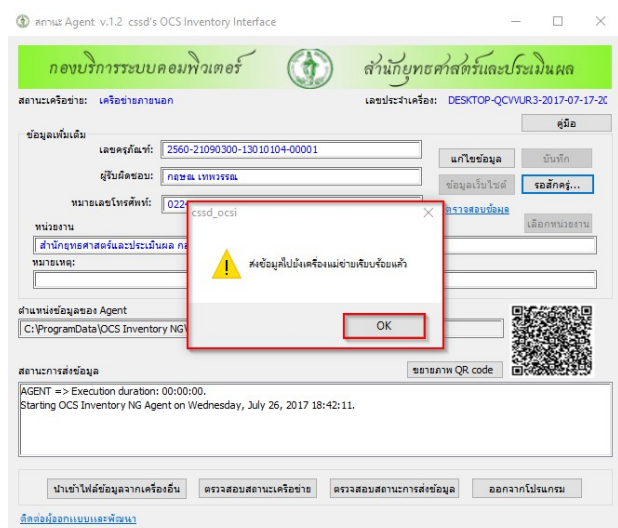 สถานะ Agent v.1.2 cssd's OCS Inventory Interface
กองบริการระบบคอมพิวเตอร์
สำนักยุทธศาสตร์และประเมินผล
สถานะเครือข่าย: เครือข่ายภายนอก
เลขประจำเครื่อง: DESKTOP-QCVVUR3-2017-07-17-20
คู่มือ
ข้อมูลเพิ่มเติม
เลขครุภัณฑ์: 2560-21090300-13010104-00001
แก้ไขข้อมูล
บันทึก
ผู้รับผิดชอบ: กฤษณ เทพวรรณ
ข้อมูลเว็บไซต์
รอสักครู่...
หมายเลขโทรศัพท์: 022
ตรวจสอบข้อมูล
เลือกหน่วยงาน
หน่วยงาน
สำนักยุทธศาสตร์และประเมินผล
หมายเหตุ:
cssd_ocsi
ส่งข้อมูลไปยังเครื่องแม่ข่ายเรียบร้อยแล้ว
OK
ตำแหน่งข้อมูลของ Agent
C:\ProgramData\OCS Inventory NG\
สถานะการส่งข้อมูล
ขยายภาพ QR code
AGENT => Execution duration: 00:00:00.
Starting OCS Inventory NG Agent on Wednesday, July 26, 2017 18:42:11.
นำเข้าไฟล์ข้อมูลจากเครื่องอื่น
ตรวจสอบสถานะเครือข่าย
ตรวจสอบสถานะการส่งข้อมูล
ออกจากโปรแกรม
ติดต่อผู้ออกแบบและพัฒนา